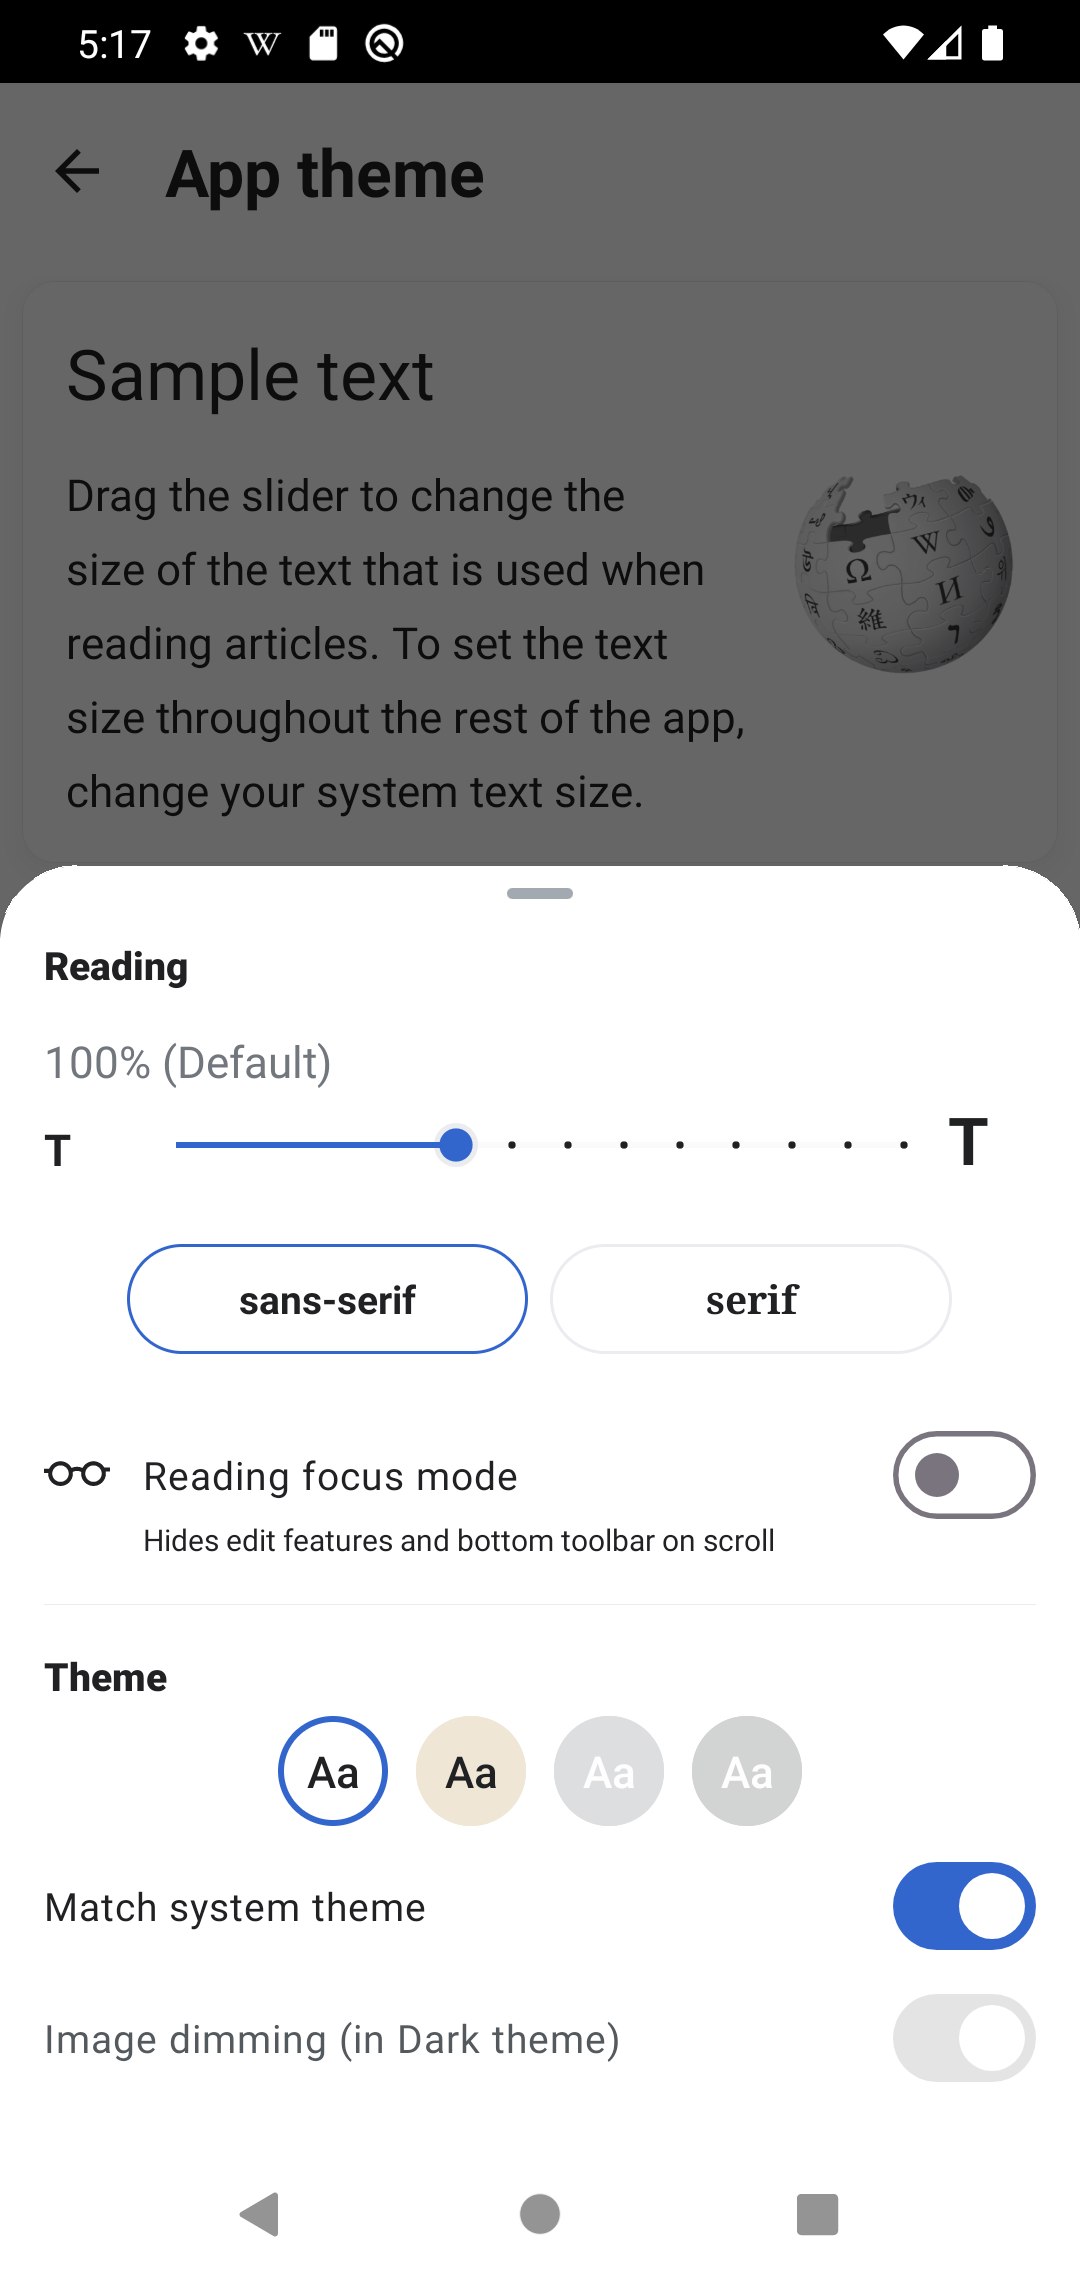 5:17
App theme
Sample text
Drag the slider to change the
size of the text that is used when
reading articles. To set the text
size throughout the rest of the app,
change your system text size.
Reading
100% (Default)
T T
sans-serif serif
Reading focus mode
Hides edit features and bottom toolbar on scroll
Theme
Aa Aa Aa Aa
Match system theme
Image dimming (in Dark theme)